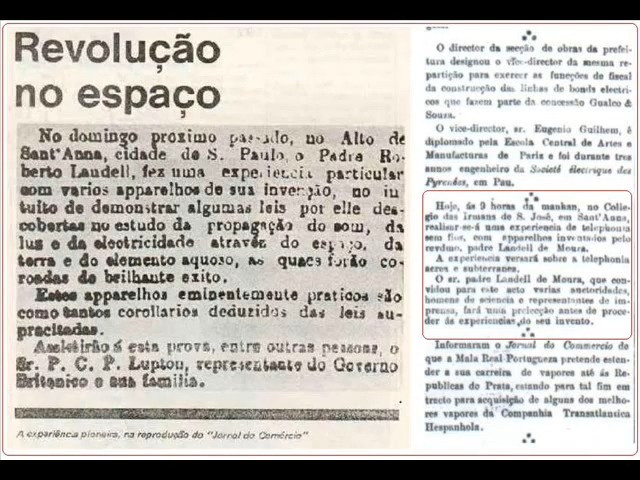 Revolução
no espaço
No domingo proximo passado, no Alto de
Sant'Anna, cidade de S. Paulo, o Padre Ro-
berto Landell, fez uma experiencia particular
com varios apparelhos de sua invenção, no in
tuito de demonstrar algumas leis por elle des-
cobertas no estudo da propagação do som, da
luz e da electricidade atravéz do espaço, da
terra e do elemento aquoso, as quaes forão co-
roadas de brilhante exito.
Estes apparelhos eminentemente praticos são
como tantos corollarios deduzidos das leis su-
pracitadas.
Assistirão á esta prova, entre outras pessoas, o
Sr. P. C. P. Lupton, representante do Governo
Britanico e sua familia.
A experiência pioneira, na reprodução do "Jornal do Comércio"
O director da secção de obras da prefei-
tura designou o vice-director da mesma re-
partição para exercer as funcções de fiscal
da construcção das linhas de bonds electri-
cos que fazem parte da concessão Gualco &
Souza.
O vice-director, sr. Eugenio Guilhem, é
diplomado pela Escola Central de Artes e
Manufacturas de Pariz e foi durante tres
annos engenheiro da Société électrique des
Pyrenées, em Pau.
Hoje, ás 9 horas da manhan, no Colle-
gio das Irmans de S. José, em Sant'Anna,
realisar-se-á uma experiencia de telephonia
sem fios, com apparelhos inventados pelo
revdmo. padre Landell de Moura.
A experiencia versará sobre a telephonia
aerea e subterranea.
O sr. padre Landell de Moura, que con-
vidou para este acto varias auctoridades,
homens de sciencia e representantes de im-
prensa, fará uma prelecção antes de proce-
der ás experiencias do seu invento.
Informaram o Jornal do Commercio de
que a Mala Real Portugueza pretende esten-
der a sua carreira de vapores até ás Re-
publicas do Prata, estando para tal fim em
tracto para acquisição de alguns dos melho-
res vapores da Companhia Transatlantica
Hespanhola.